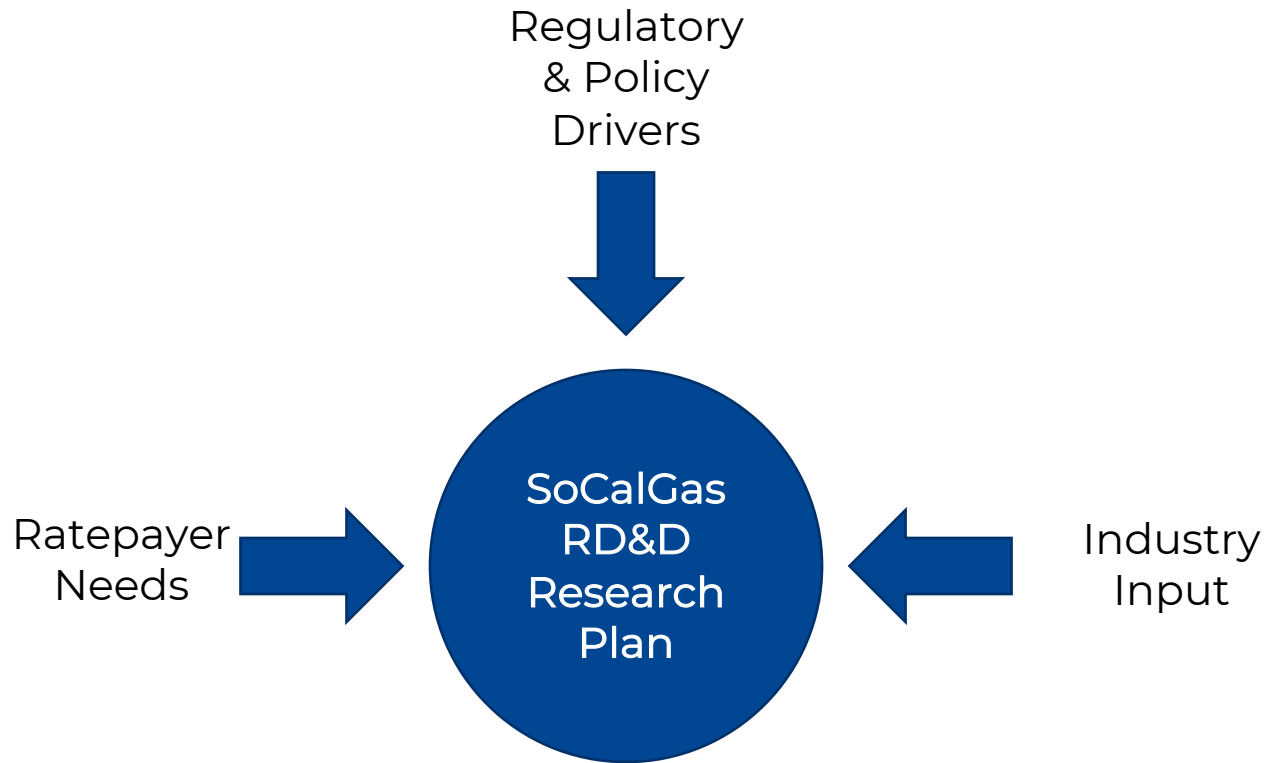 Regulatory
& Policy
Drivers
Ratepayer
Needs
SoCalGas
RD&D
Research
Plan
Industry
Input